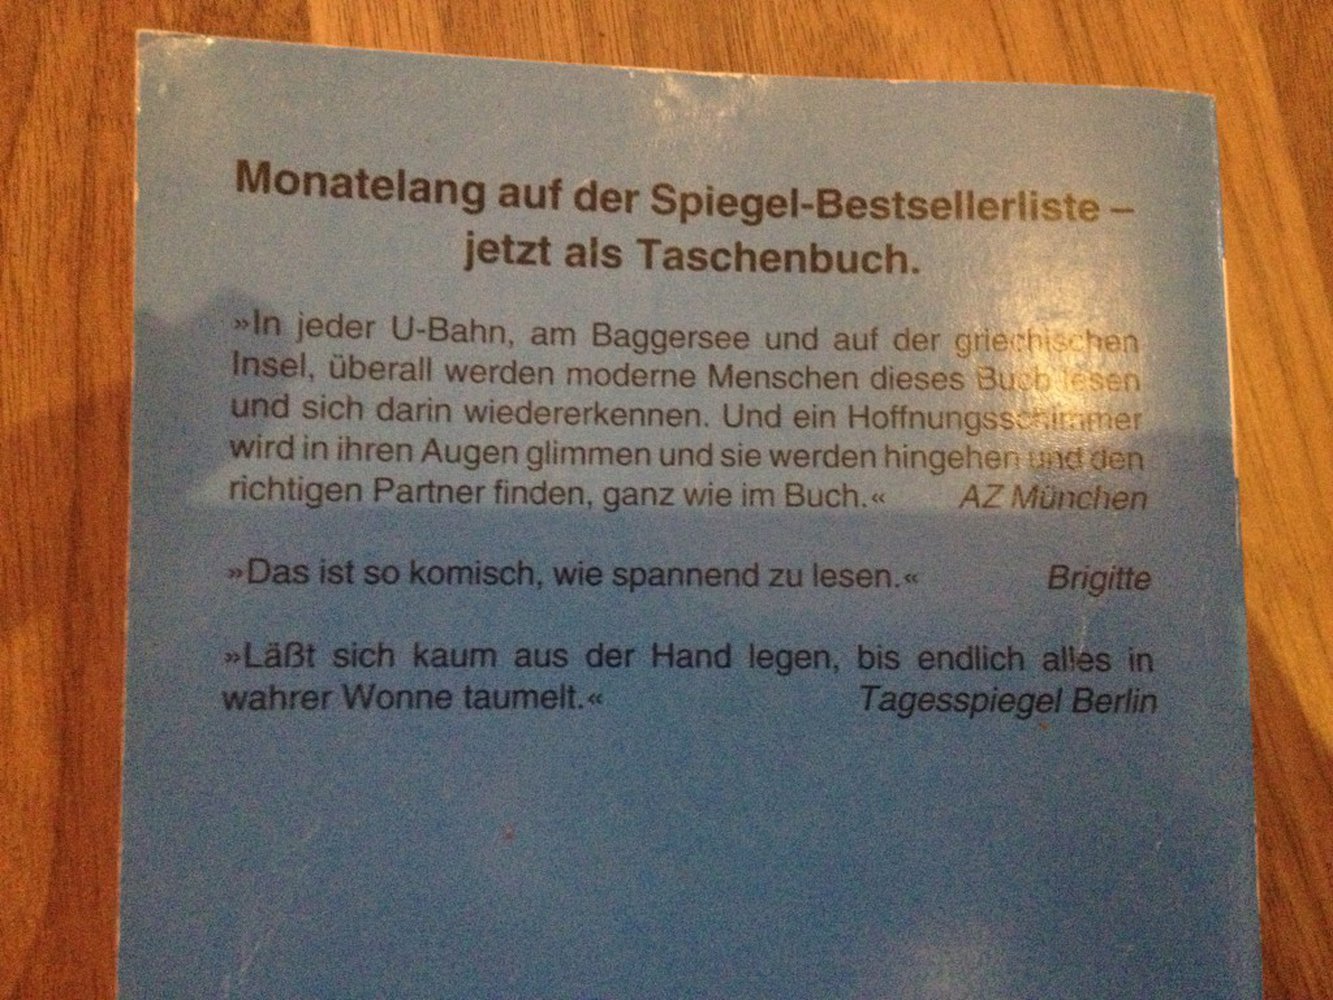 Monatelang auf der Spiegel-Bestsellerliste –
jetzt als Taschenbuch.
»In jeder U-Bahn, am Baggersee und auf der griechischen
Insel, überall werden moderne Menschen dieses Buch lesen
und sich darin wiedererkennen. Und ein Hoffnungsschimmer
wird in ihren Augen glimmen und sie werden hingehen und den
richtigen Partner finden, ganz wie im Buch.« AZ München
»Das ist so komisch, wie spannend zu lesen.« Brigitte
»Läßt sich kaum aus der Hand legen, bis endlich alles in
wahrer Wonne taumelt.« Tagesspiegel Berlin